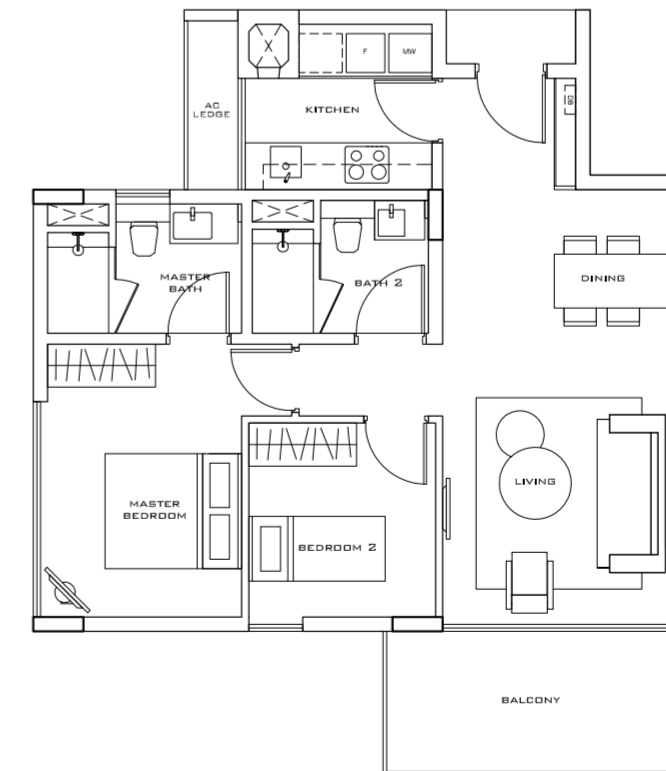 F
MW
AC
LEDGE
KITCHEN
DB
MASTER
BATH
BATH 2
DINING
LIVING
MASTER
BEDROOM
BEDROOM 2
BALCONY